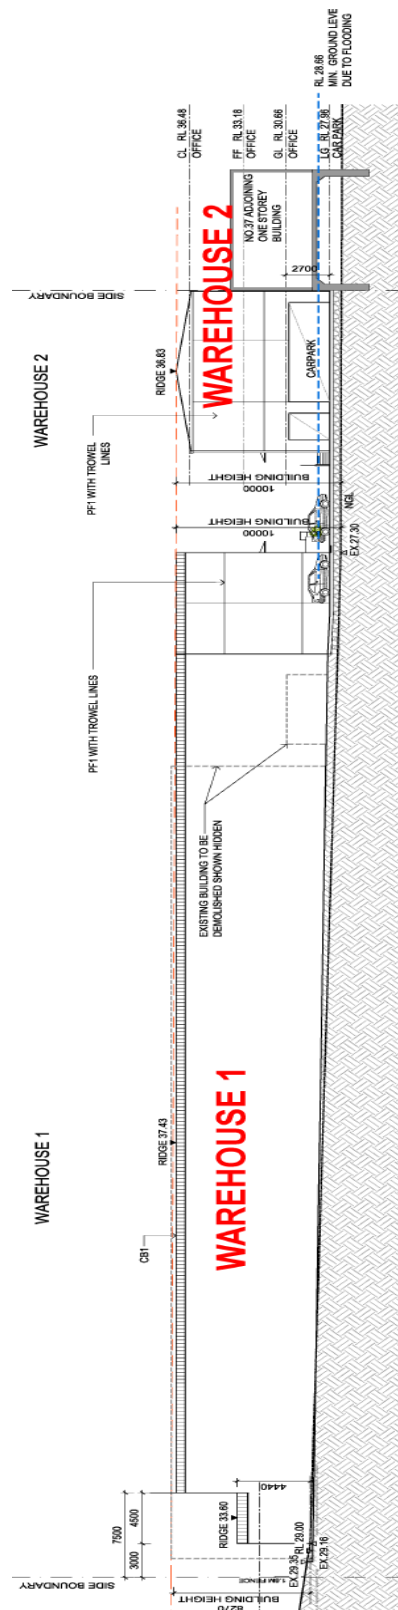 RL 28.66
MIN. GROUND LEVE
DUE TO FLOODING
CL RL 36.48
OFFICE
FF RL 33.18
OFFICE
GL RL 30.66
OFFICE
LG RL 27.96
CAR PARK
NO.37 ADJOINING
ONE STOREY
BUILDING
2700
SIDE BOUNDARY
WAREHOUSE 2
WAREHOUSE 2
RIDGE 36.83
CARPARK
PF1 WITH TROWEL
LINES
BUILDING HEIGHT
10000
BUILDING HEIGHT
10000
NGL
EX.27.30
PF1 WITH TROWEL LINES
EXISTING BUILDING TO BE
DEMOLISHED SHOWN HIDDEN
WAREHOUSE 1
WAREHOUSE 1
RIDGE 37.43
CB1
7500
4500
3000
RIDGE 33.60
4440
RL 29.00
EX.29.16
EX.29.35
1.8M FENCE
SIDE BOUNDARY
BUILDING HEIGHT
8270